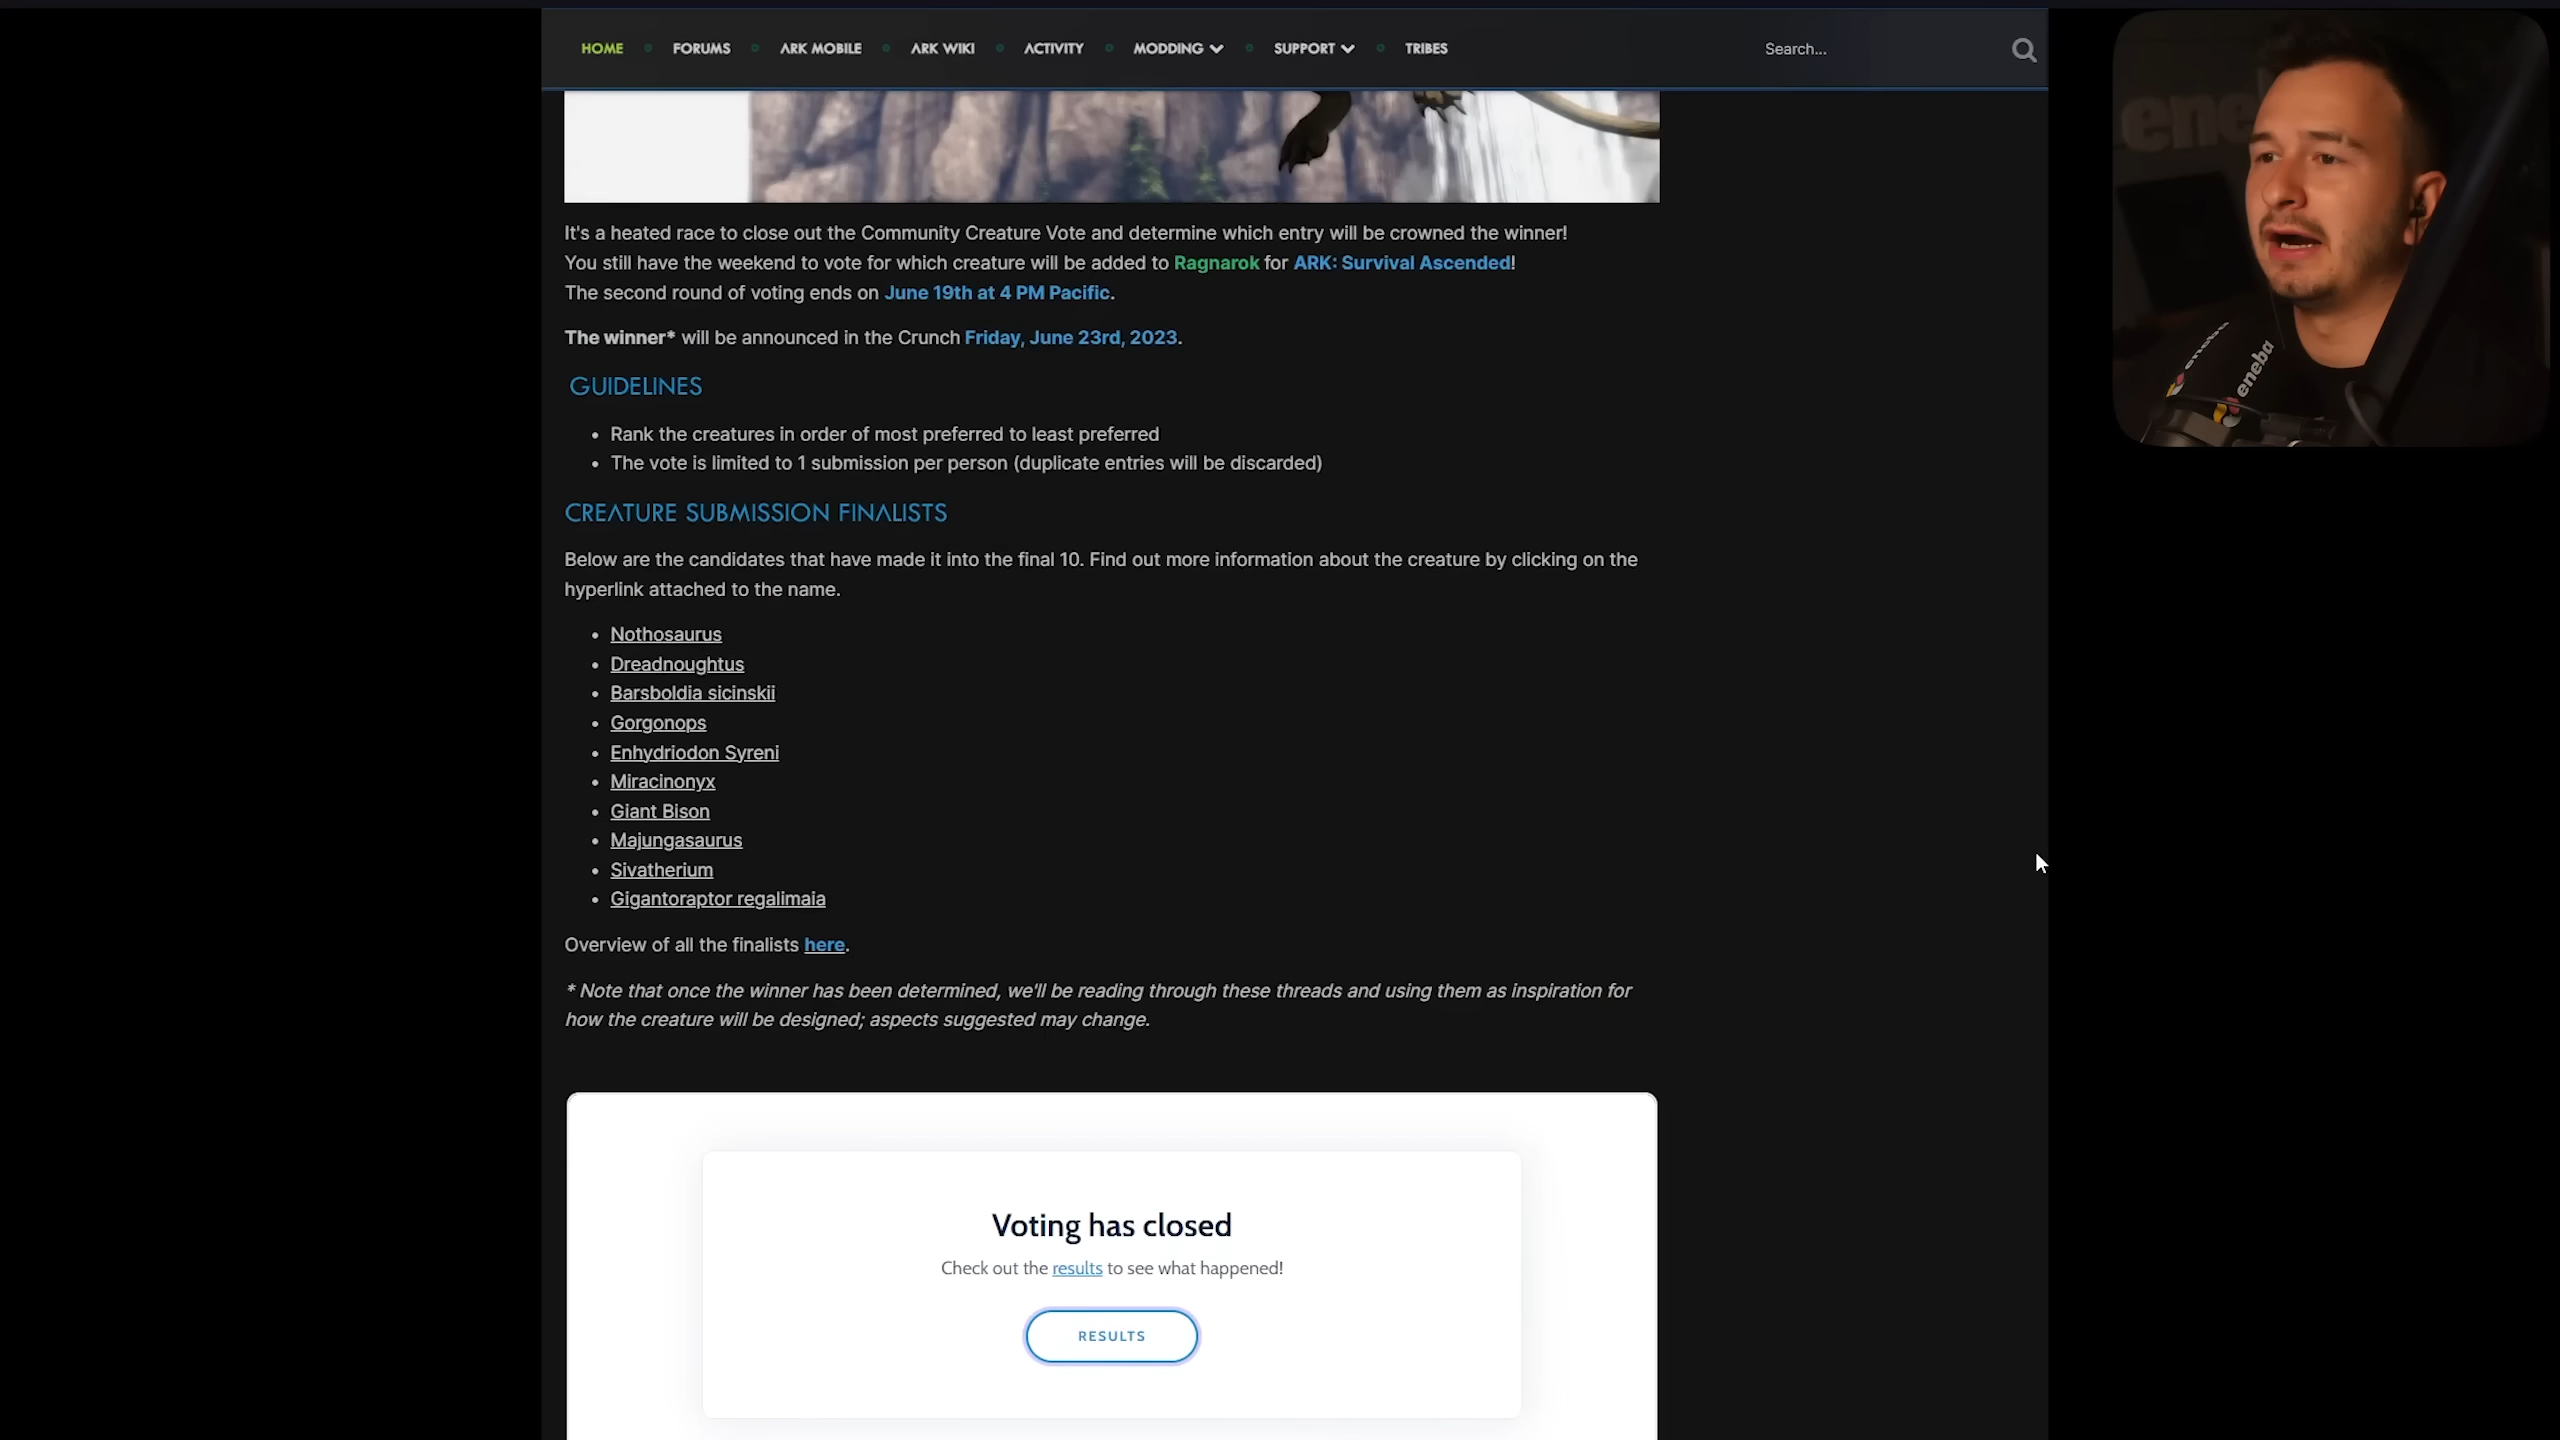 HOME FORUMS ARK MOBILE ARK WIKI ACTIVITY MODDING SUPPORT TRIBES Search...
It's a heated race to close out the Community Creature Vote and determine which entry will be crowned the winner!
You still have the weekend to vote for which creature will be added to Ragnarok for ARK: Survival Ascended!
The second round of voting ends on June 19th at 4 PM Pacific.
The winner* will be announced in the Crunch Friday, June 23rd, 2023.
GUIDELINES
• Rank the creatures in order of most preferred to least preferred
• The vote is limited to 1 submission per person (duplicate entries will be discarded)
CREATURE SUBMISSION FINALISTS
Below are the candidates that have made it into the final 10. Find out more information about the creature by clicking on the
hyperlink attached to the name.
• Nothosaurus
• Dreadnoughtus
• Barsboldia sicinskii
• Gorgonops
• Enhydriodon Syreni
• Miracinonyx
• Giant Bison
• Majungasaurus
• Sivatherium
• Gigantoraptor regalimaia
Overview of all the finalists here.
* Note that once the winner has been determined, we'll be reading through these threads and using them as inspiration for
how the creature will be designed; aspects suggested may change.
Voting has closed
Check out the results to see what happened!
RESULTS
ene
eneba
eneba